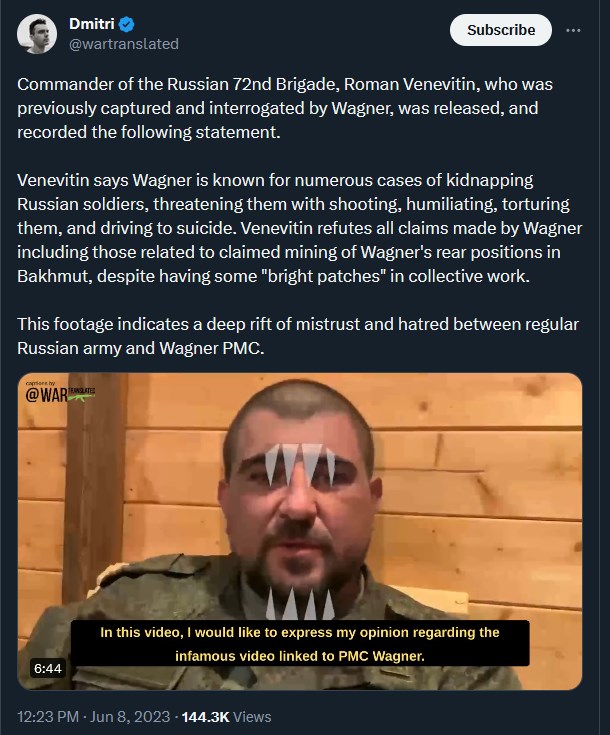 Dmitri
@wartranslated
Subscribe
Commander of the Russian 72nd Brigade, Roman Venevitin, who was
previously captured and interrogated by Wagner, was released, and
recorded the following statement.
Venevitin says Wagner is known for numerous cases of kidnapping
Russian soldiers, threatening them with shooting, humiliating, torturing
them, and driving to suicide. Venevitin refutes all claims made by Wagner
including those related to claimed mining of Wagner's rear positions in
Bakhmut, despite having some "bright patches" in collective work.
This footage indicates a deep rift of mistrust and hatred between regular
Russian army and Wagner PMC.
captions by
@WAR TRANSLATED
In this video, I would like to express my opinion regarding the
infamous video linked to PMC Wagner.
6:44
12:23 PM · Jun 8, 2023 · 144.3K Views